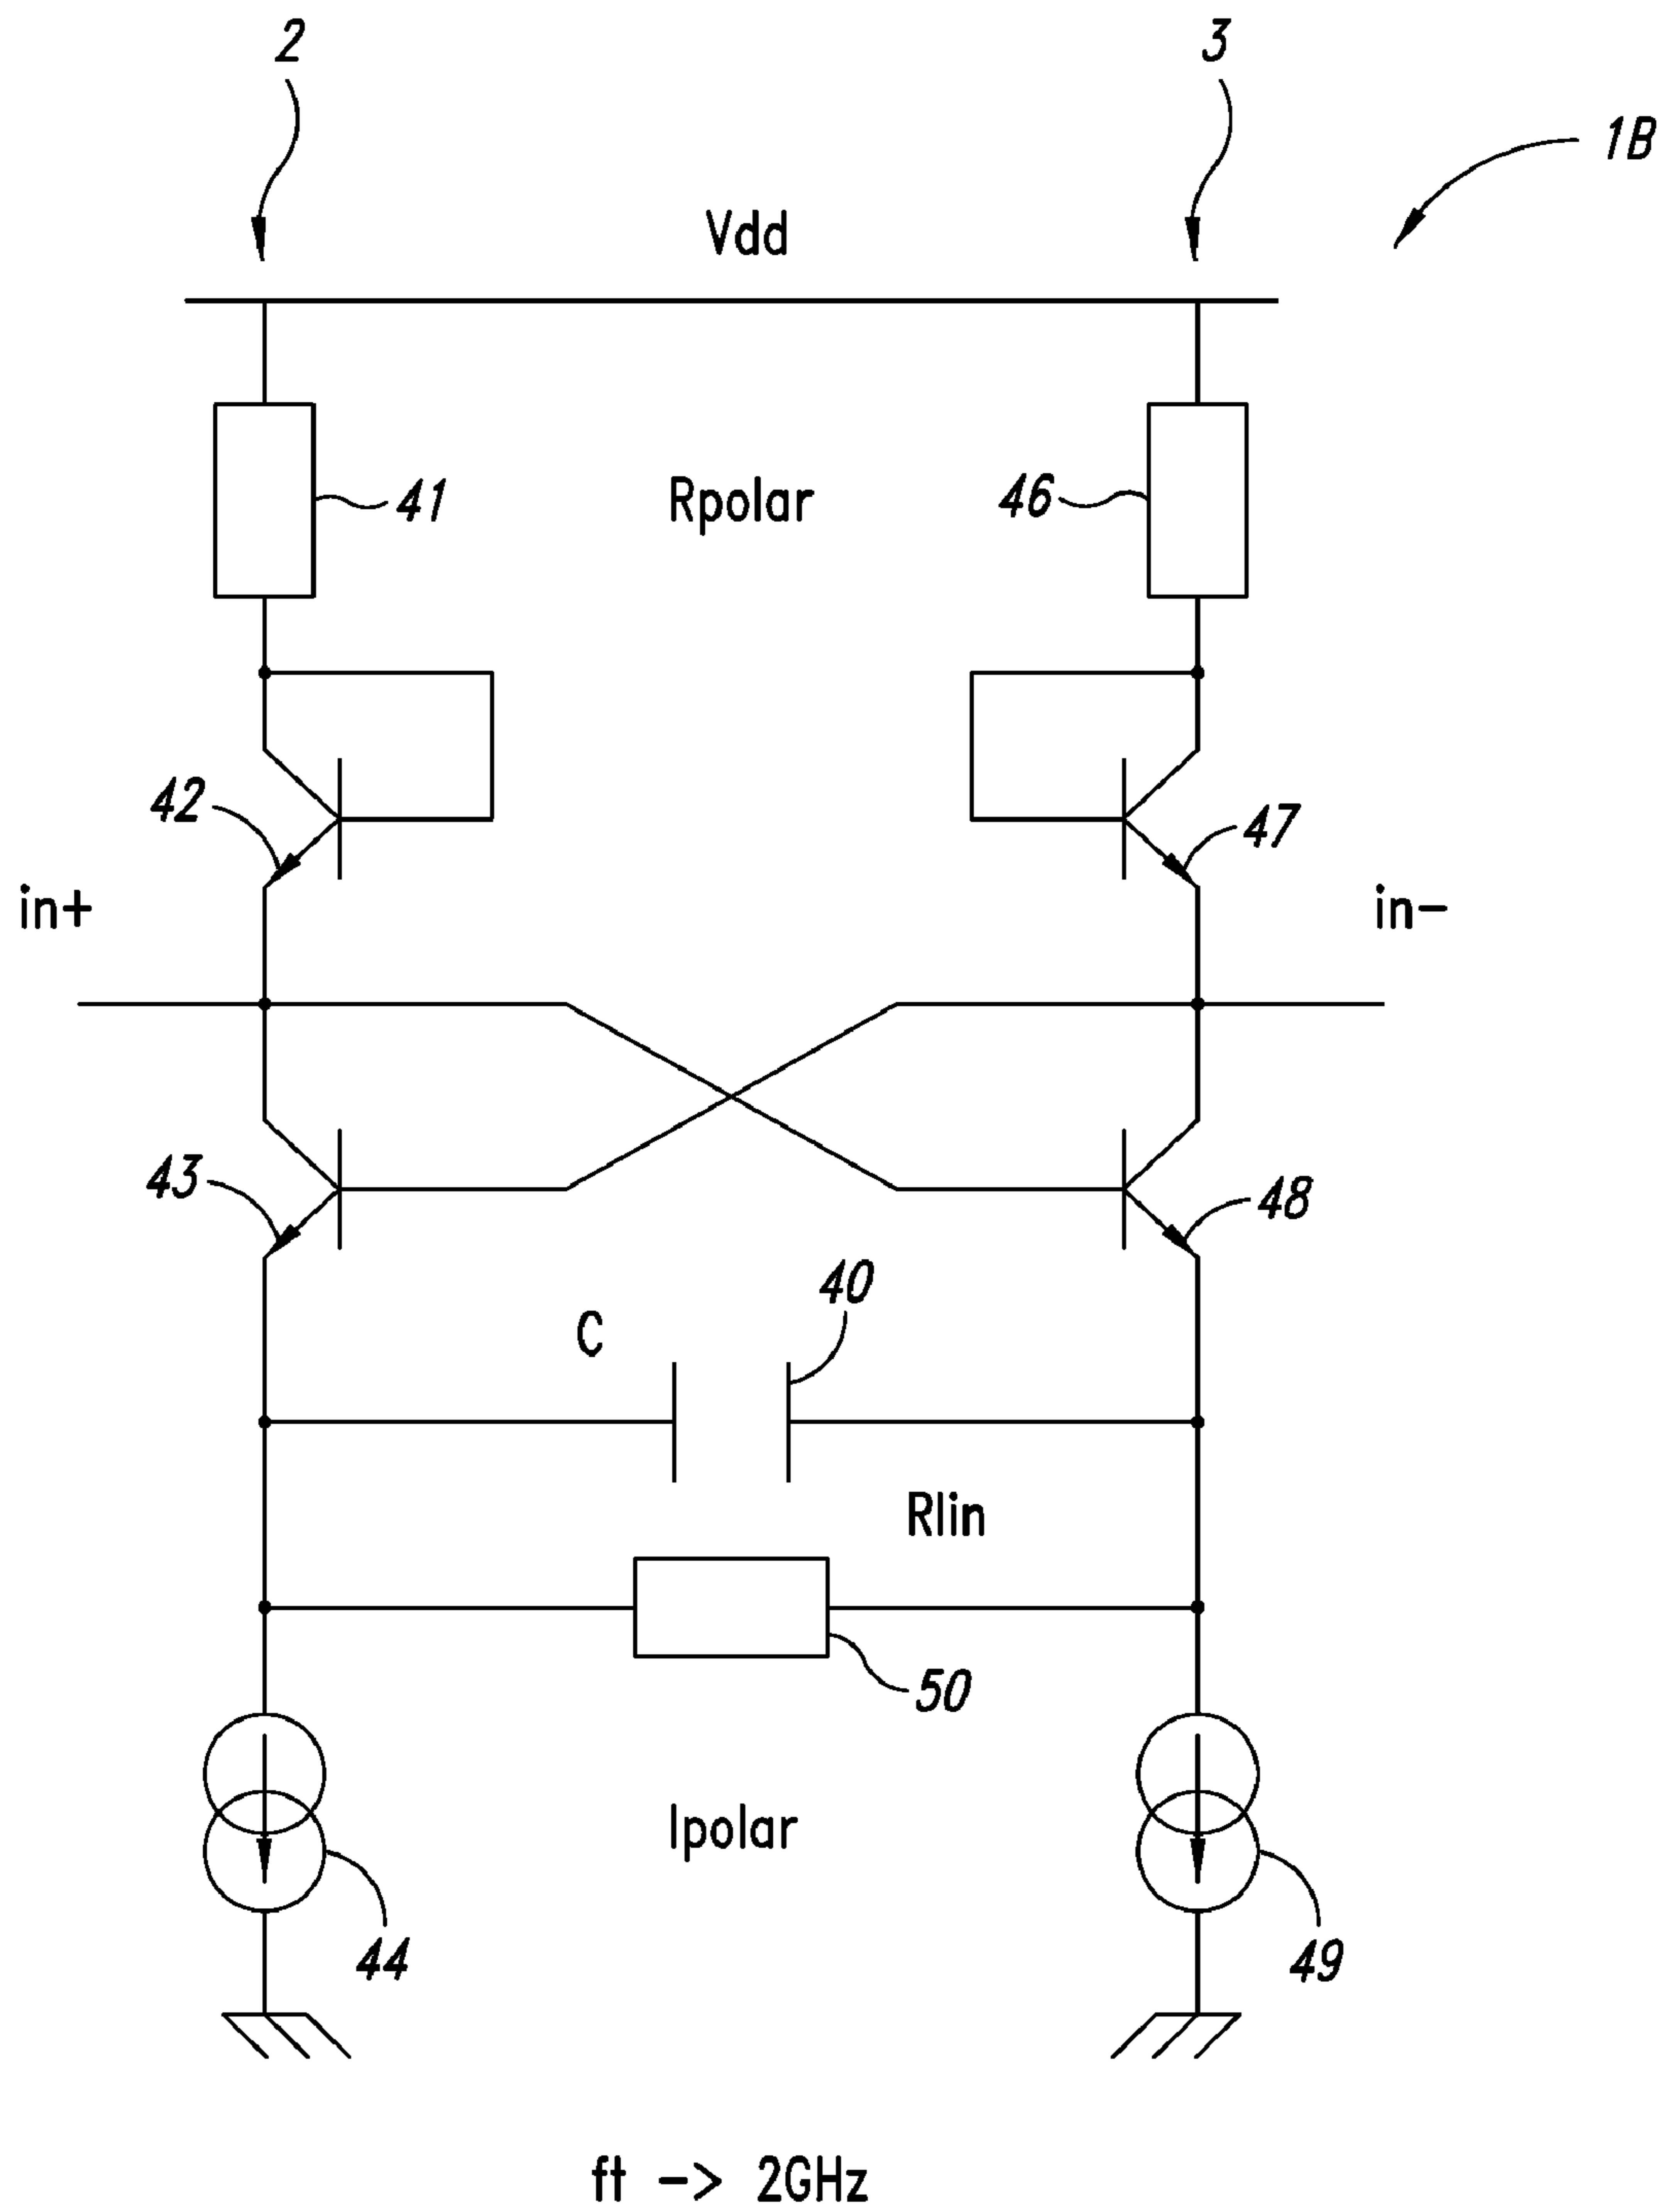 2
3
1B
Vdd
41
Rpolar
46
42
47
in+
in-
43
48
40
C
Rlin
50
Ipolar
44
49
ft -> 2GHz